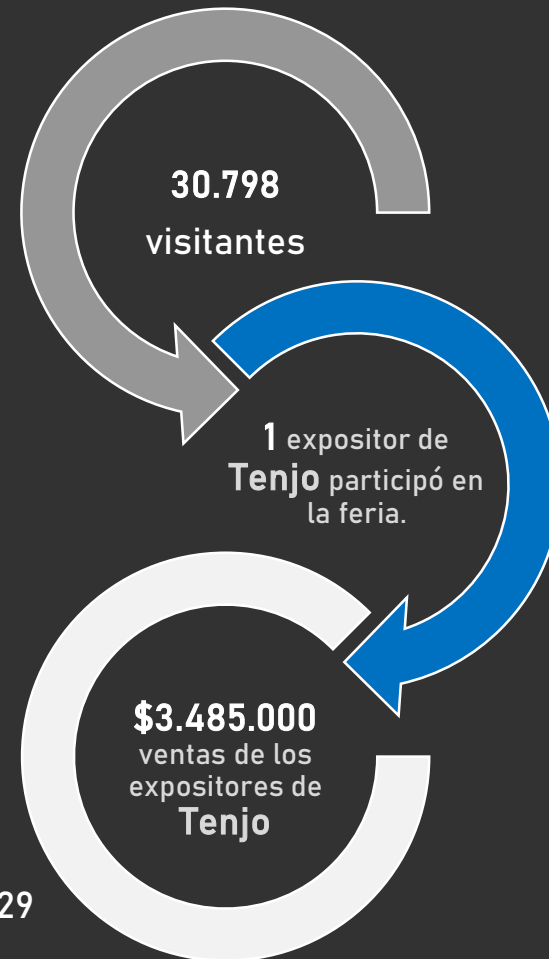 30.798
visitantes
1 expositor de
Tenjo participó en
la feria.
$3.485.000
ventas de los
expositores de
Tenjo
29